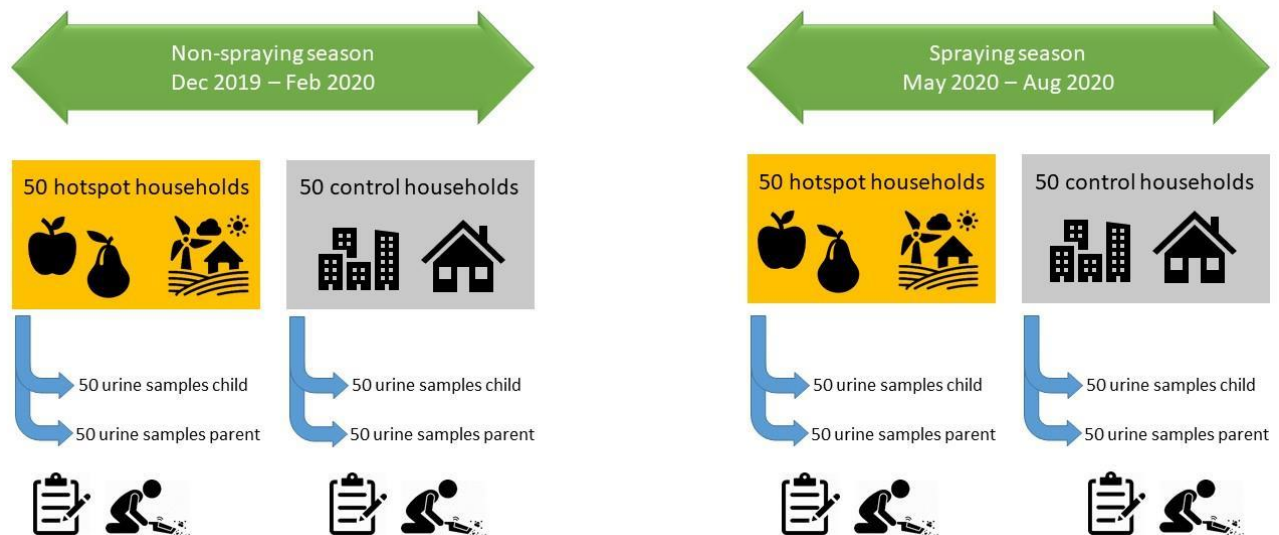 Non-spraying season
Dec 2019 – Feb 2020
50 hotspot households
50 control households
50 urine samples child
50 urine samples parent
50 urine samples child
50 urine samples parent
Spraying season
May 2020 – Aug 2020
50 hotspot households
50 control households
50 urine samples child
50 urine samples parent
50 urine samples child
50 urine samples parent